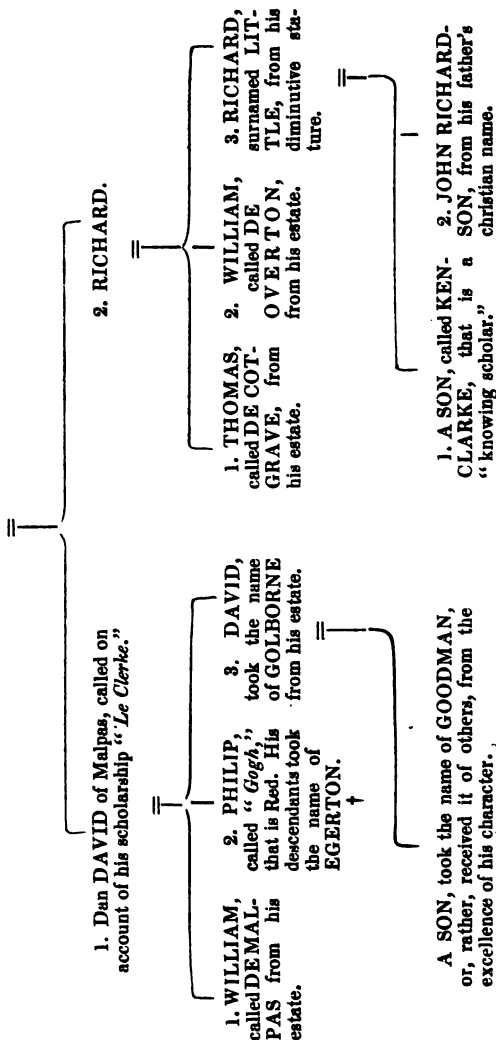 1. Dan DAVID of Malpas, called on
account of his scholarship "Le Clerke."
2. RICHARD.
1. WILLIAM,
called DE MAL-
PAS from his
estate.
2. PHILIP,
called "Gogh,"
that is Red. His
descendants took
the name of
EGERTON.
†
3. DAVID,
took the name
of GOLBORNE
from his estate.
1. THOMAS,
called DE COT-
GRAVE, from
his estate.
2. WILLIAM,
called DE
OVERTON,
from his estate.
3. RICHARD,
surnamed LIT-
TLE, from his
diminutive sta-
ture.
A SON, took the name of GOODMAN,
or, rather, received it of others, from the
excellence of his character.
1. A SON, called KEN-
CLARKE, that is a
"knowing scholar."
2. JOHN RICHARD-
SON, from his father's
christian name.